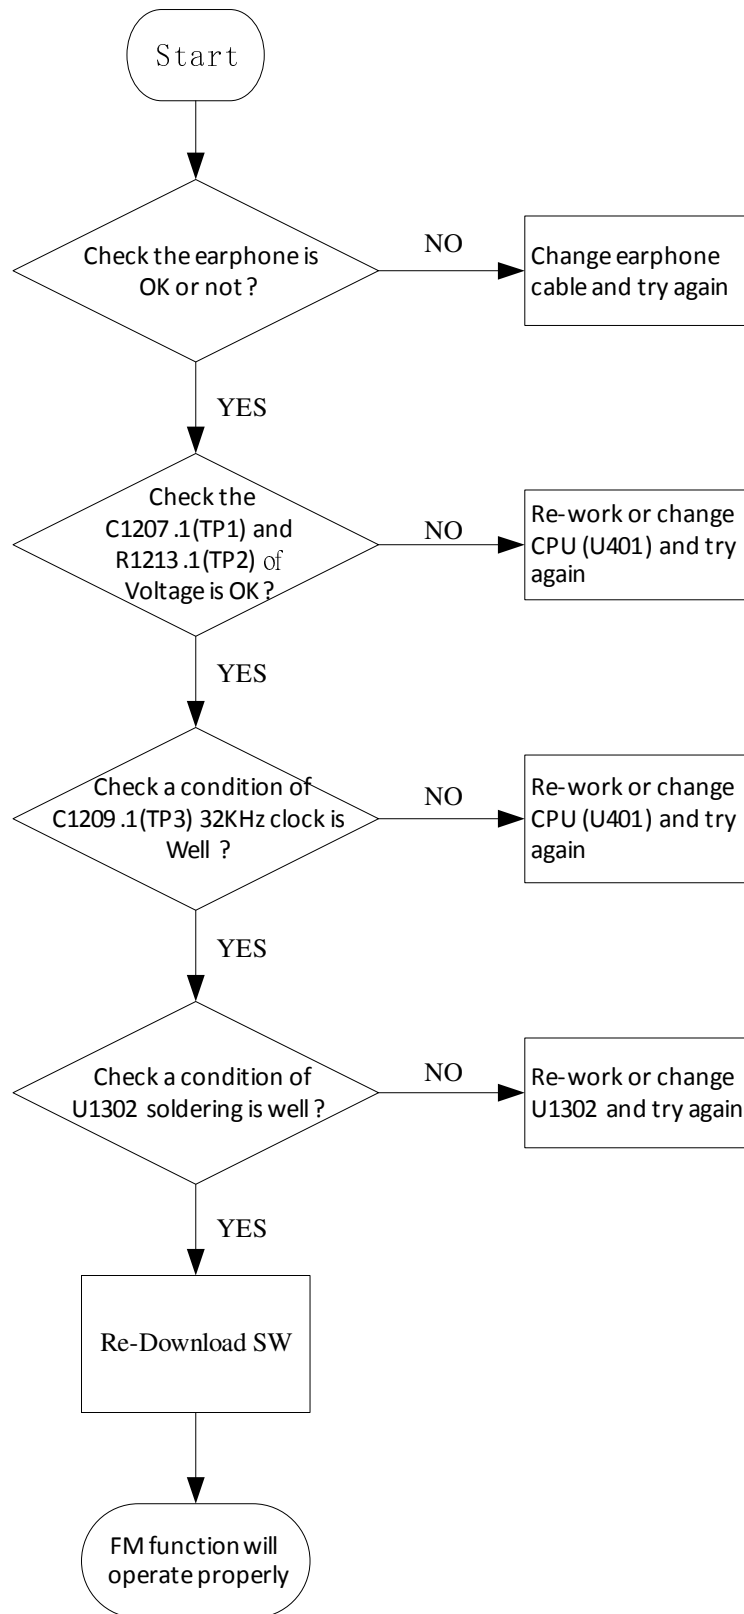 Start
Check the earphone is
OK or not ?
NO
Change earphone
cable and try again
YES
Check the
C1207 .1(TP1) and
R1213 .1(TP2) of
Voltage is OK ?
NO
Re-work or change
CPU (U401) and try
again
YES
Check a condition of
C1209 .1(TP3) 32KHz clock is
Well ?
NO
Re-work or change
CPU (U401) and try
again
YES
Check a condition of
U1302 soldering is well ?
NO
Re-work or change
U1302 and try again
YES
Re-Download SW
FM function will
operate properly